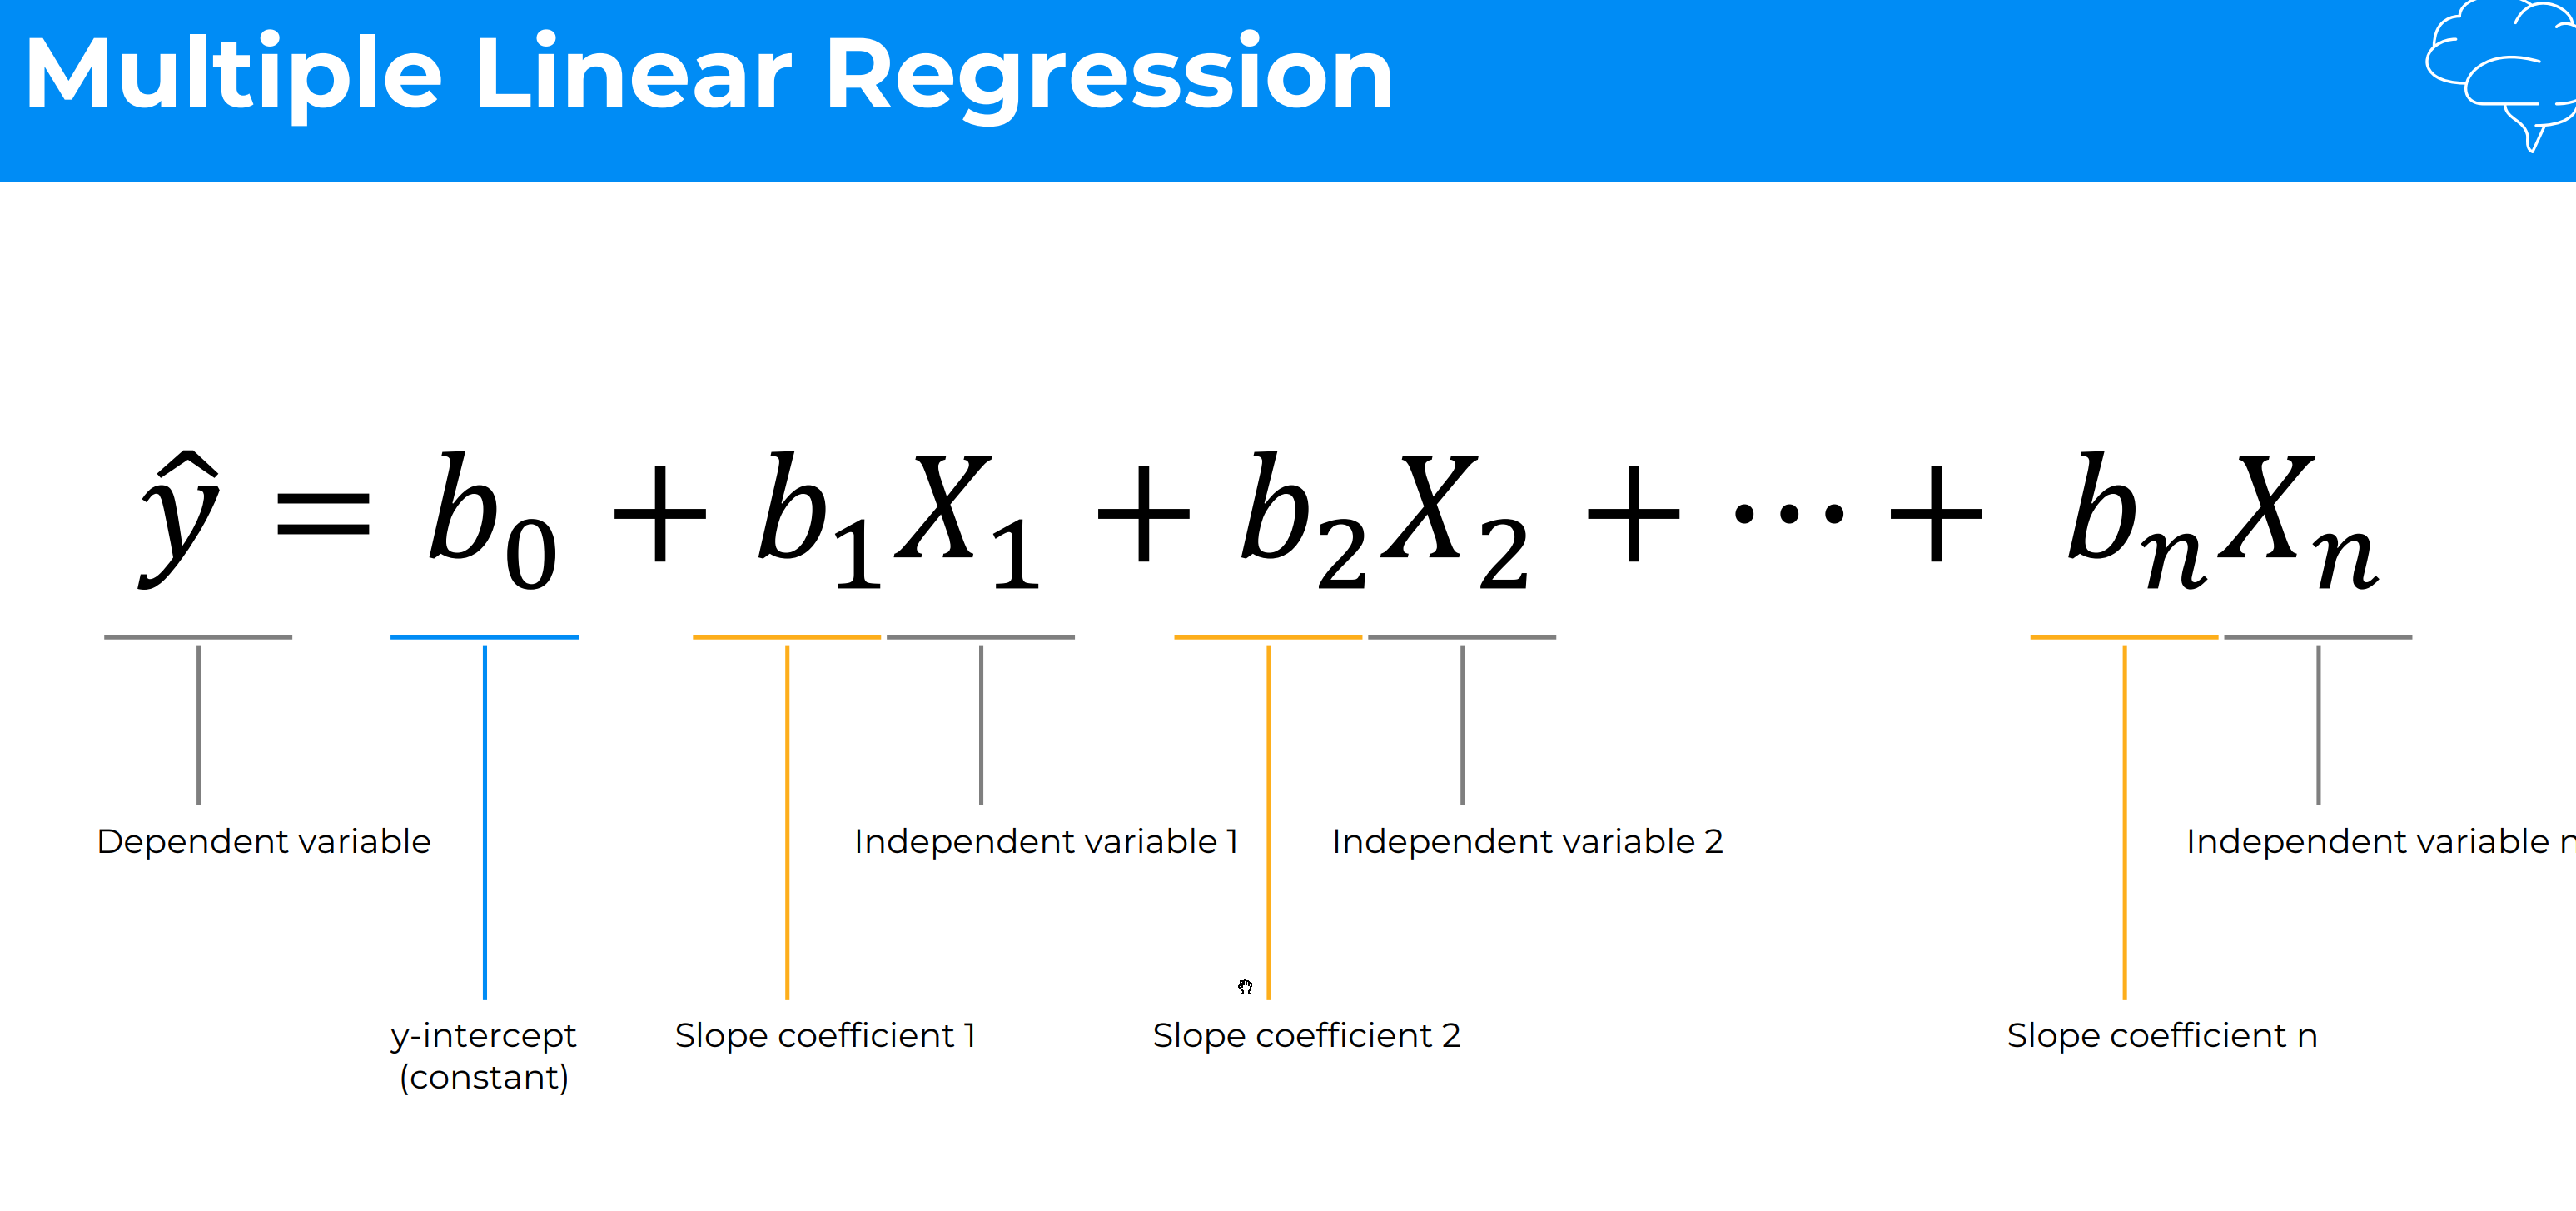 Multiple Linear Regression
ŷ = b₀ + b₁X₁ + b₂X₂ + ⋯ + bₙXₙ
Dependent variable
Independent variable 1
Independent variable 2
Independent variable n
y-intercept
(constant)
Slope coefficient 1
Slope coefficient 2
Slope coefficient n